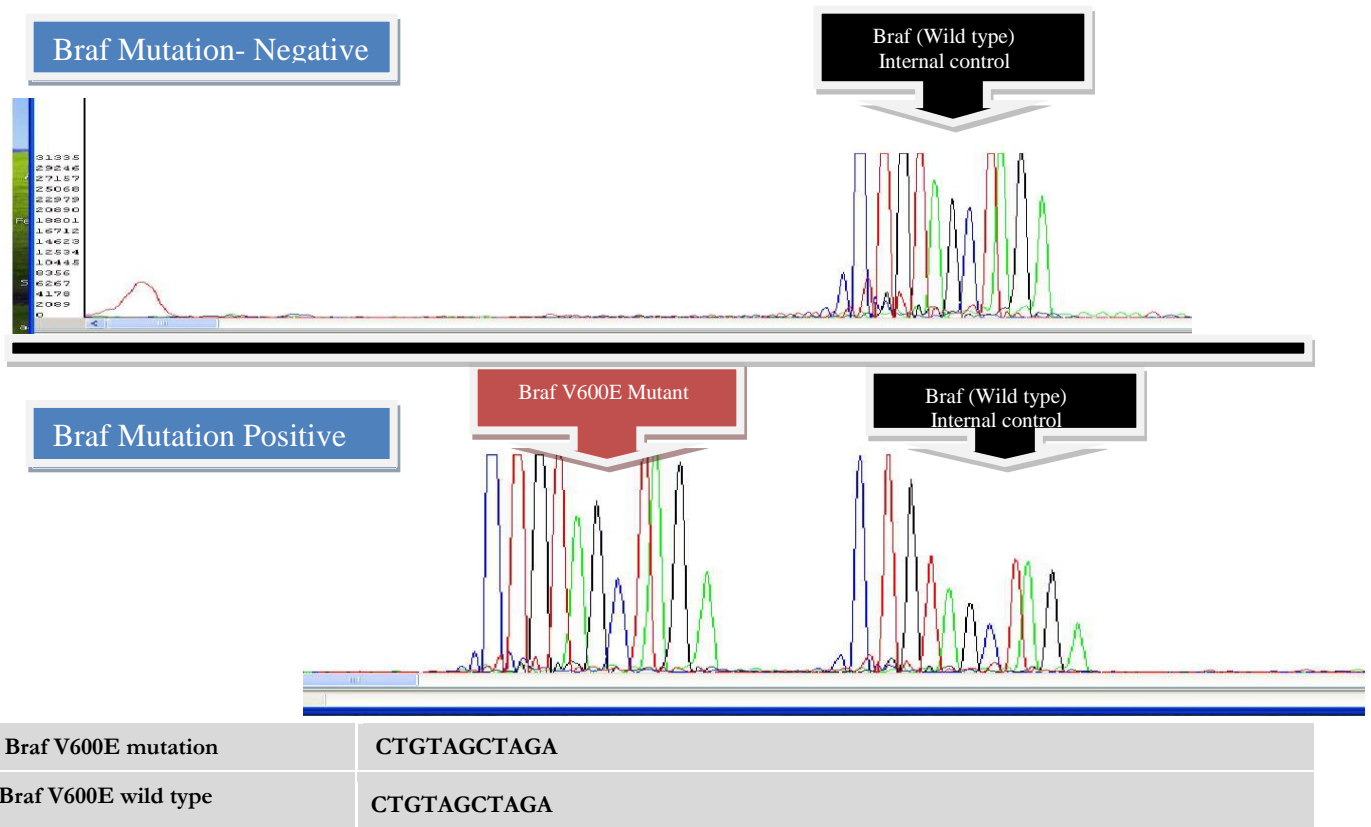 Braf Mutation- Negative
Braf (Wild type)
Internal control
31335
29246
27157
25068
22979
20890
18801
16712
14623
12534
10445
8356
6267
4178
2089
0
Braf V600E Mutant
Braf (Wild type)
Internal control
Braf Mutation Positive
Braf V600E mutation CTGTAGCTAGA
Braf V600E wild type CTGTAGCTAGA